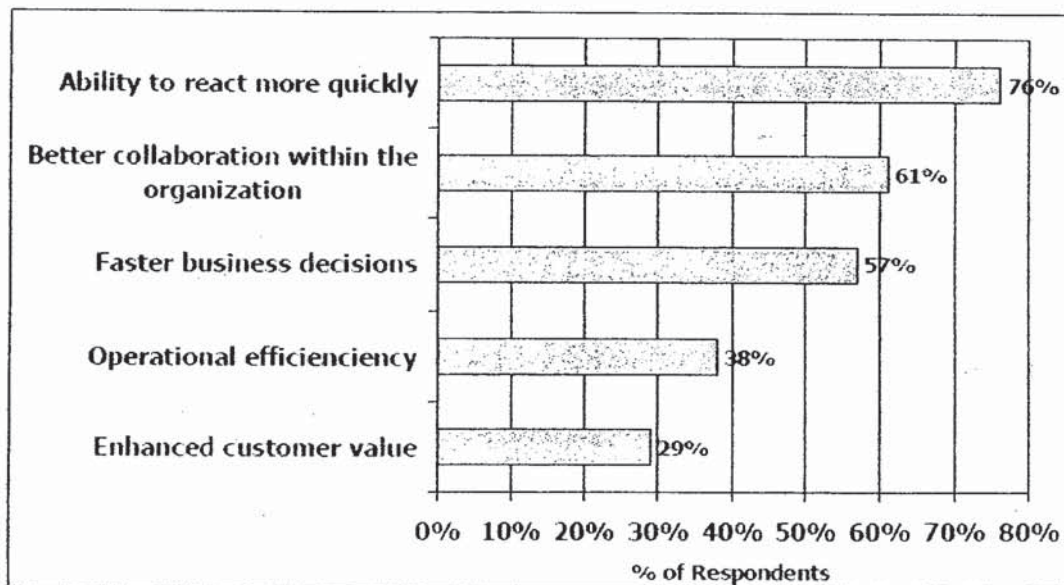 Ability to react more quickly
76%
Better collaboration within the
organization
61%
Faster business decisions
57%
Operational efficienciency
38%
Enhanced customer value
29%
0% 10% 20% 30% 40% 50% 60% 70% 80%
% of Respondents